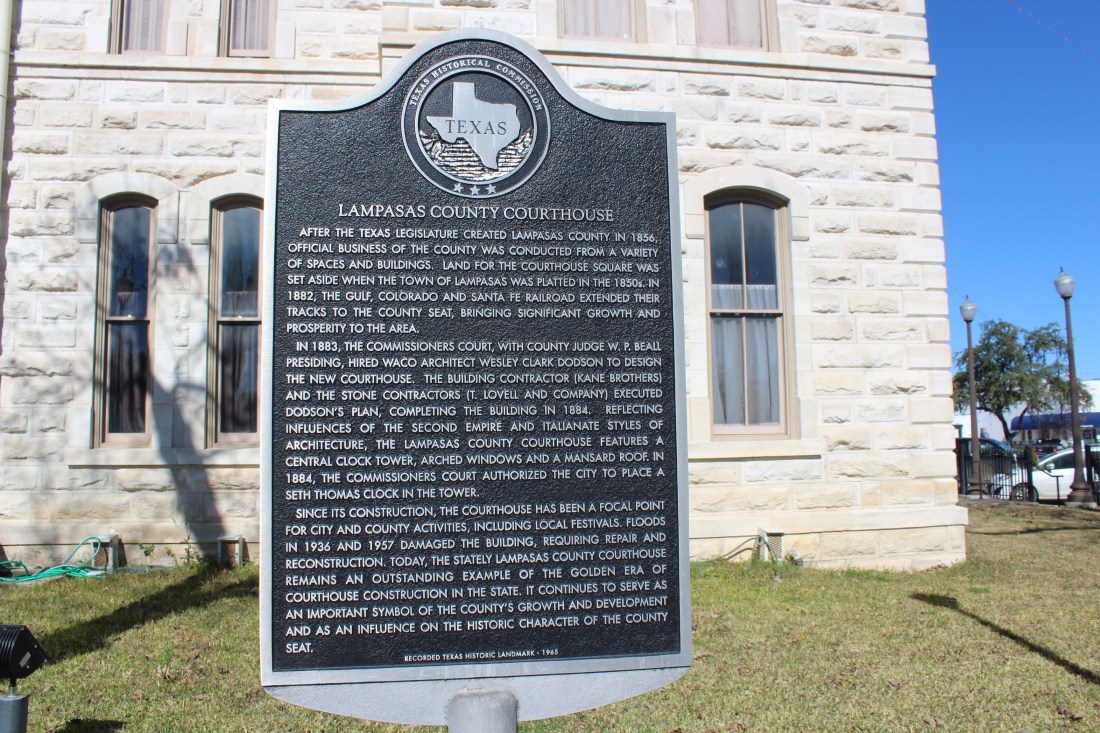 TEXAS HISTORICAL COMMISSION
TEXAS
LAMPASAS COUNTY COURTHOUSE
AFTER THE TEXAS LEGISLATURE CREATED LAMPASAS COUNTY IN 1856,
OFFICIAL BUSINESS OF THE COUNTY WAS CONDUCTED FROM A VARIETY
OF SPACES AND BUILDINGS. LAND FOR THE COURTHOUSE SQUARE WAS
SET ASIDE WHEN THE TOWN OF LAMPASAS WAS PLATTED IN THE 1850s. IN
1882, THE GULF, COLORADO AND SANTA FE RAILROAD EXTENDED THEIR
TRACKS TO THE COUNTY SEAT, BRINGING SIGNIFICANT GROWTH AND
PROSPERITY TO THE AREA.
IN 1883, THE COMMISSIONERS COURT, WITH COUNTY JUDGE W. P. BEALL
PRESIDING, HIRED WACO ARCHITECT WESLEY CLARK DODSON TO DESIGN
THE NEW COURTHOUSE. THE BUILDING CONTRACTOR (KANE BROTHERS)
AND THE STONE CONTRACTORS (T. LOVELL AND COMPANY) EXECUTED
DODSON'S PLAN, COMPLETING THE BUILDING IN 1884. REFLECTING
INFLUENCES OF THE SECOND EMPIRE AND ITALIANATE STYLES OF
ARCHITECTURE, THE LAMPASAS COUNTY COURTHOUSE FEATURES A
CENTRAL CLOCK TOWER, ARCHED WINDOWS AND A MANSARD ROOF. IN
1884, THE COMMISSIONERS COURT AUTHORIZED THE CITY TO PLACE A
SETH THOMAS CLOCK IN THE TOWER.
SINCE ITS CONSTRUCTION, THE COURTHOUSE HAS BEEN A FOCAL POINT
FOR CITY AND COUNTY ACTIVITIES, INCLUDING LOCAL FESTIVALS. FLOODS
IN 1936 AND 1957 DAMAGED THE BUILDING, REQUIRING REPAIR AND
RECONSTRUCTION. TODAY, THE STATELY LAMPASAS COUNTY COURTHOUSE
REMAINS AN OUTSTANDING EXAMPLE OF THE GOLDEN ERA OF
COURTHOUSE CONSTRUCTION IN THE STATE. IT CONTINUES TO SERVE AS
AN IMPORTANT SYMBOL OF THE COUNTY'S GROWTH AND DEVELOPMENT
AND AS AN INFLUENCE ON THE HISTORIC CHARACTER OF THE COUNTY
SEAT.
RECORDED TEXAS HISTORIC LANDMARK - 1965